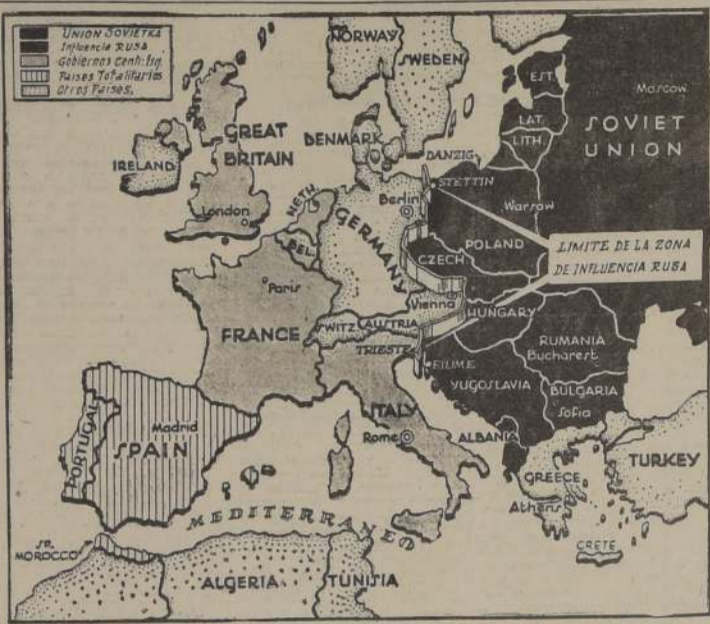 UNION SOVIETICA
Influencia RUSA
Gobiernos Centr. Izq.
Paises Totalitarios
Otros Paises.
NORWAY
SWEDEN
EST.
Moscow
LAT.
LITH.
SOVIET
UNION
GREAT
BRITAIN
IRELAND
London
DENMARK
DANZIG
STETTIN
NETH.
BEL.
Berlin
GERMANY
Warsaw
POLAND
LIMITE DE LA ZONA
DE INFLUENCIA RUSA
CZECH.
Paris
FRANCE
Vienna
SWITZ.
AUSTRIA
HUNGARY
TRIESTE
FIUME
RUMANIA
Bucharest
YUGOSLAVIA
BULGARIA
Sofia
ITALY
Rome
ALBANIA
PORTUGAL
Madrid
SPAIN
GREECE
Athens
TURKEY
MEDITERRANEO
CRETE
SP.
MOROCCO
ALGERIA
TUNISIA